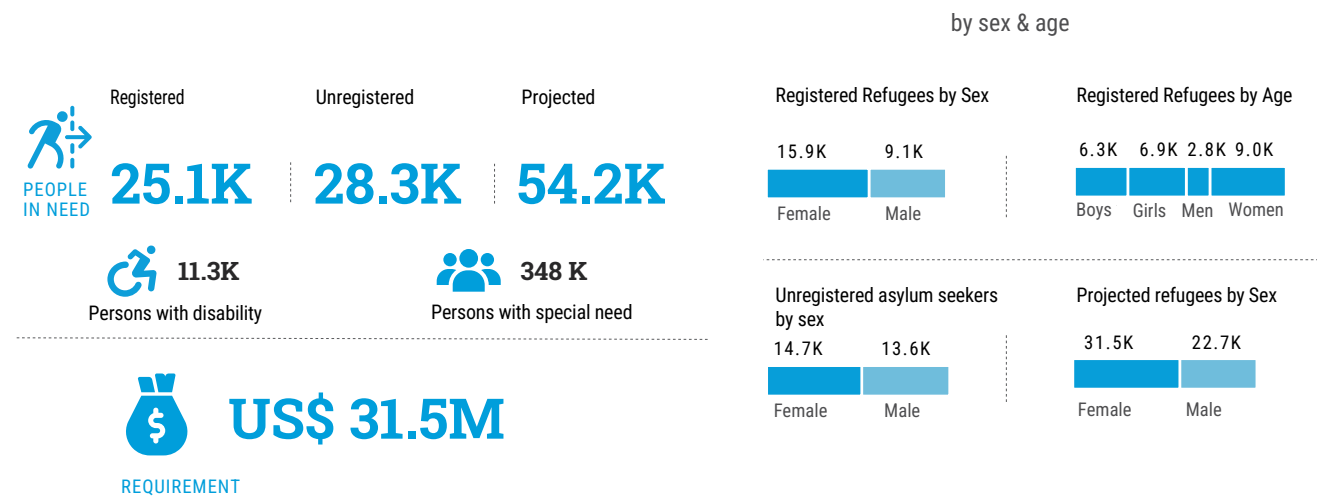 by sex & age
Registered
Unregistered
Projected
PEOPLE
IN NEED
25.1K
28.3K
54.2K
11.3K
Persons with disability
348 K
Persons with special need
$
US$ 31.5M
REQUIREMENT
Registered Refugees by Sex
15.9K 9.1K
Female Male
Registered Refugees by Age
6.3K 6.9K 2.8K 9.0K
Boys Girls Men Women
Unregistered asylum seekers
by sex
14.7K 13.6K
Female Male
Projected refugees by Sex
31.5K 22.7K
Female Male